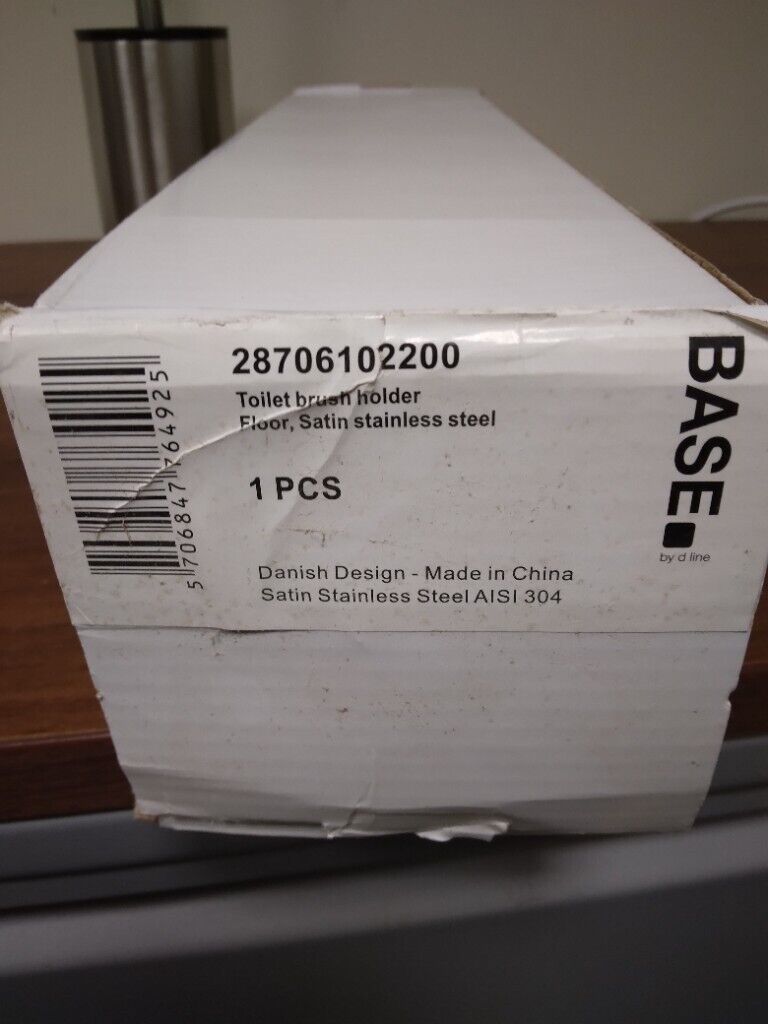 28706102200
Toilet brush holder
Floor, Satin stainless steel
1 PCS
Danish Design - Made in China
Satin Stainless Steel AISI 304
5 706847 764925
BASE
by d line